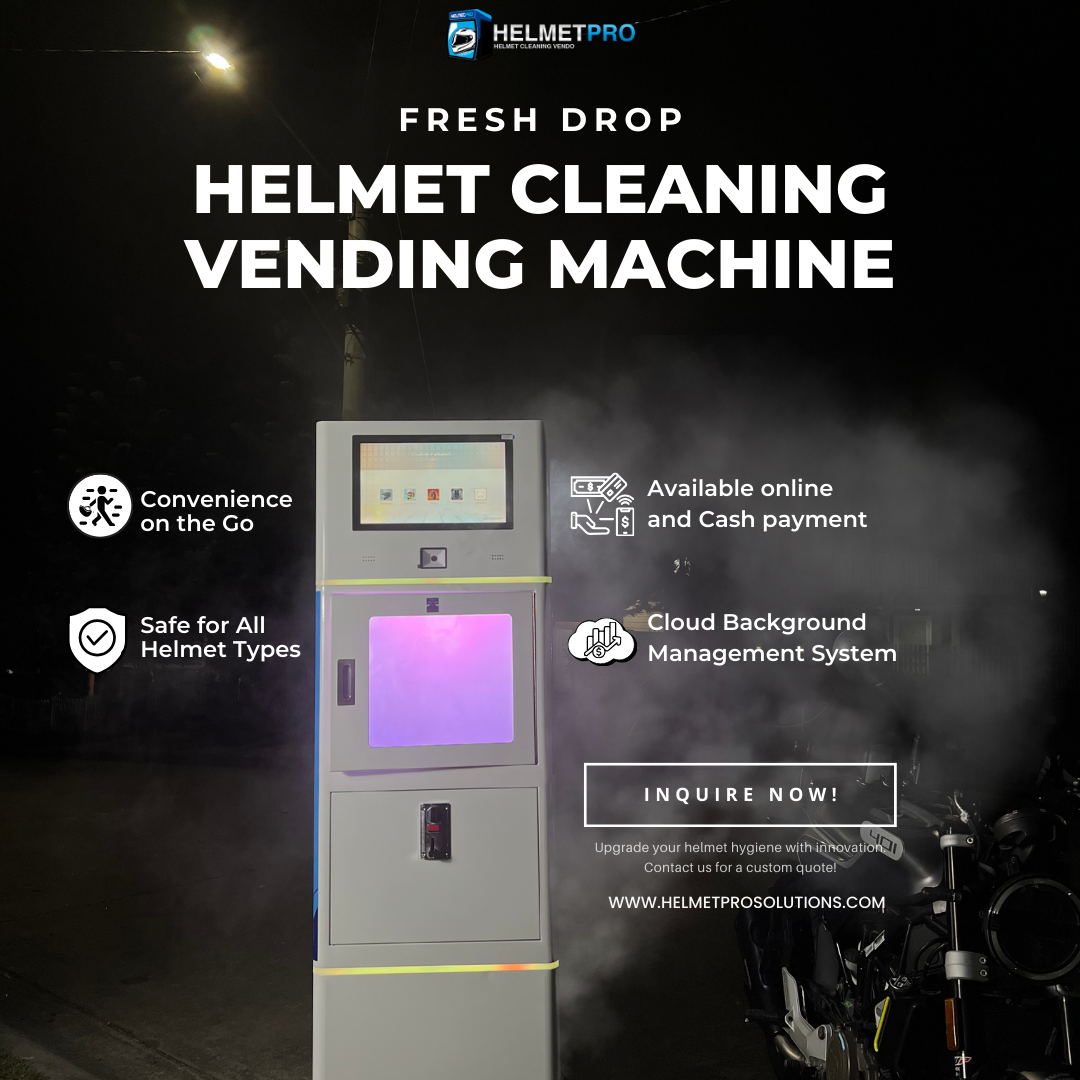 HELMETPRO
HELMET CLEANING VENDO
FRESH DROP
HELMET CLEANING
VENDING MACHINE
Convenience
on the Go
Safe for All
Helmet Types
Available online
and Cash payment
Cloud Background
Management System
INQUIRE NOW!
Upgrade your helmet hygiene with innovation.
Contact us for a custom quote!
WWW.HELMETPROSOLUTIONS.COM
401